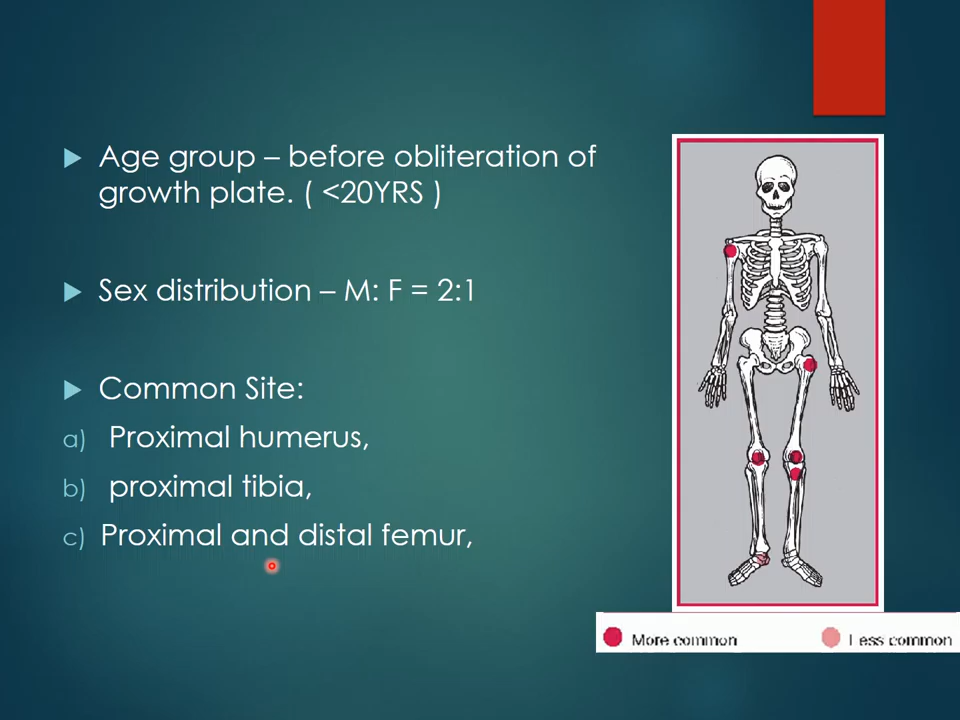 Age group – before obliteration of
growth plate. ( <20YRS )
Sex distribution – M: F = 2:1
Common Site:
a) Proximal humerus,
b) proximal tibia,
c) Proximal and distal femur,
More common
Less common